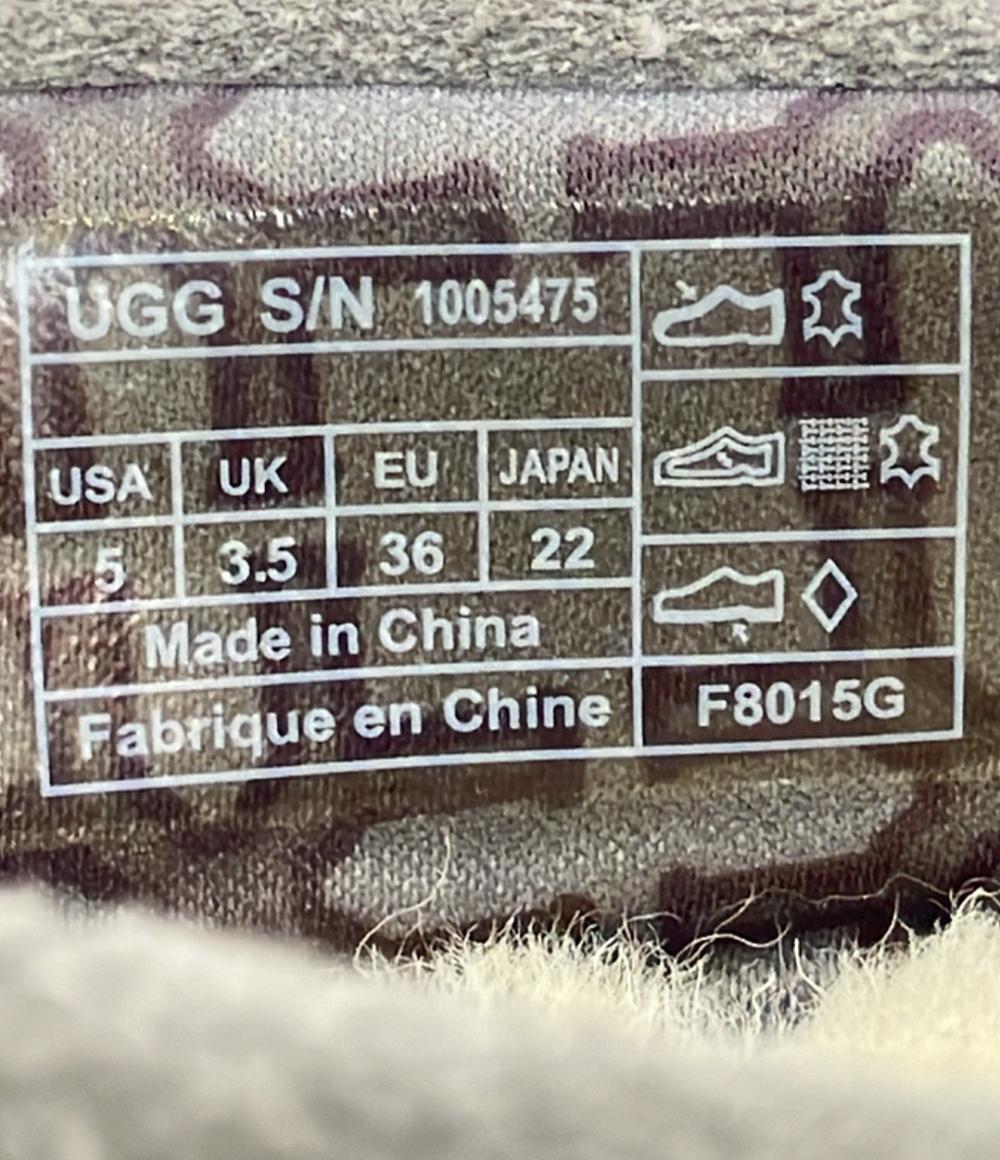 UGG S/N 1005475
USA UK EU JAPAN
5 3.5 36 22
Made in China
Fabrique en Chine
F8015G